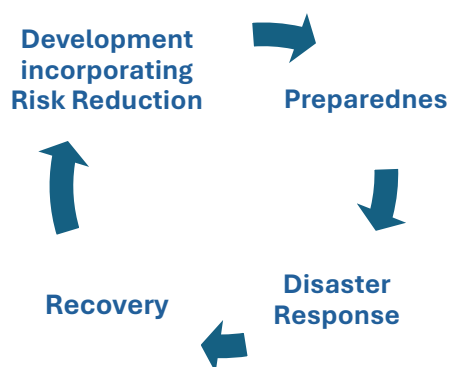 Development
incorporating
Risk Reduction
Preparednes
Disaster
Response
Recovery